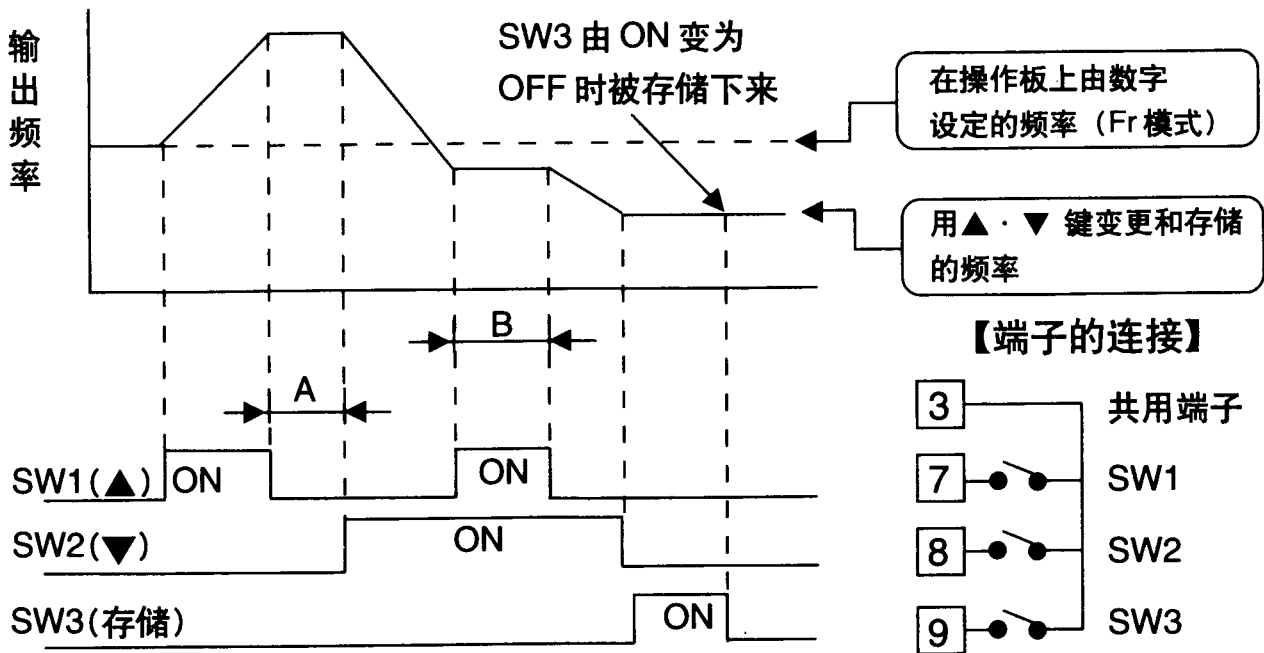 输出频率
SW3 由 ON 变为
OFF 时被存储下来
在操作板上由数字
设定的频率（Fr 模式）
用▲·▼ 键变更和存储
的频率
A
B
SW1(▲)
ON
ON
SW2(▼)
ON
SW3(存储)
ON
【端子的连接】
3 共用端子
7 SW1
8 SW2
9 SW3